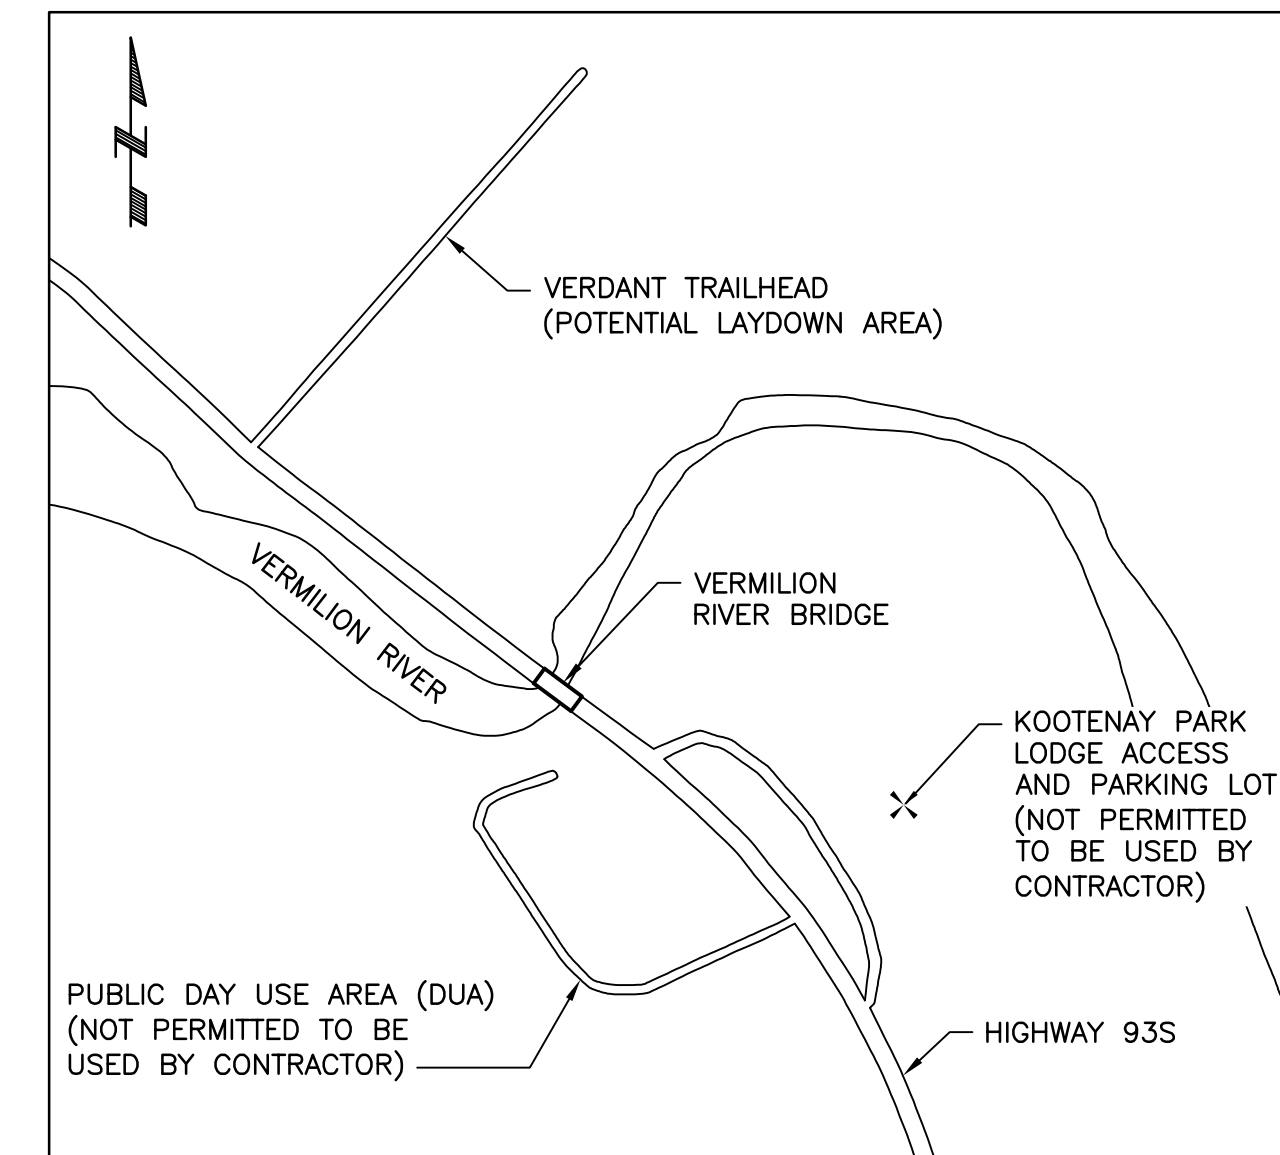 N
VERDANT TRAILHEAD
(POTENTIAL LAYDOWN AREA)
VERMILION RIVER
VERMILION
RIVER BRIDGE
KOOTENAY PARK
LODGE ACCESS
AND PARKING LOT
(NOT PERMITTED
TO BE USED BY
CONTRACTOR)
PUBLIC DAY USE AREA (DUA)
(NOT PERMITTED TO BE
USED BY CONTRACTOR)
HIGHWAY 93S